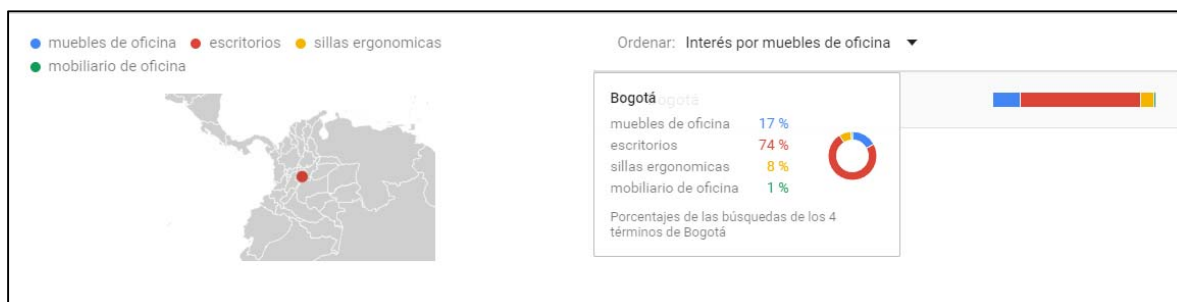 muebles de oficina escritorios sillas ergonomicas
mobiliario de oficina
Ordenar: Interés por muebles de oficina
Bogotá
muebles de oficina 17 %
escritorios 74 %
sillas ergonomicas 8 %
mobiliario de oficina 1 %
Porcentajes de las búsquedas de los 4
términos de Bogotá